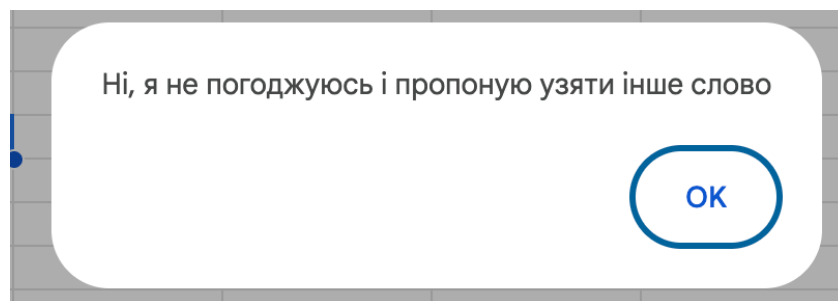 Ні, я не погоджуюсь і пропоную узяти інше слово
OK